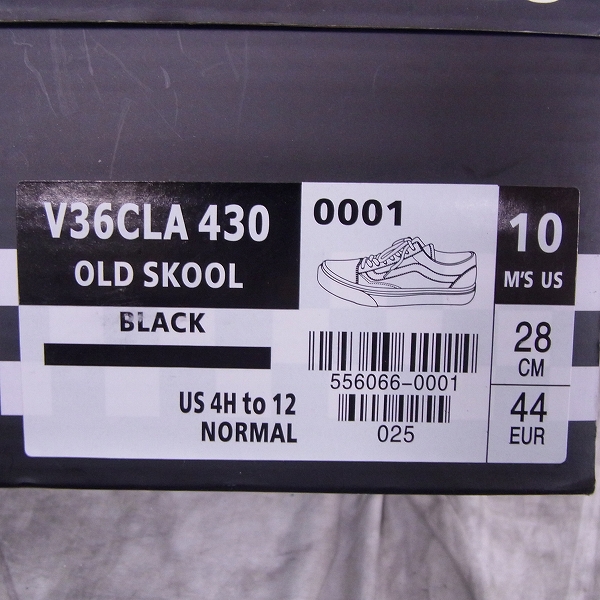 V36CLA 430
OLD SKOOL
BLACK
US 4H to 12
NORMAL
0001
556066-0001
025
10
M'S US
28
CM
44
EUR